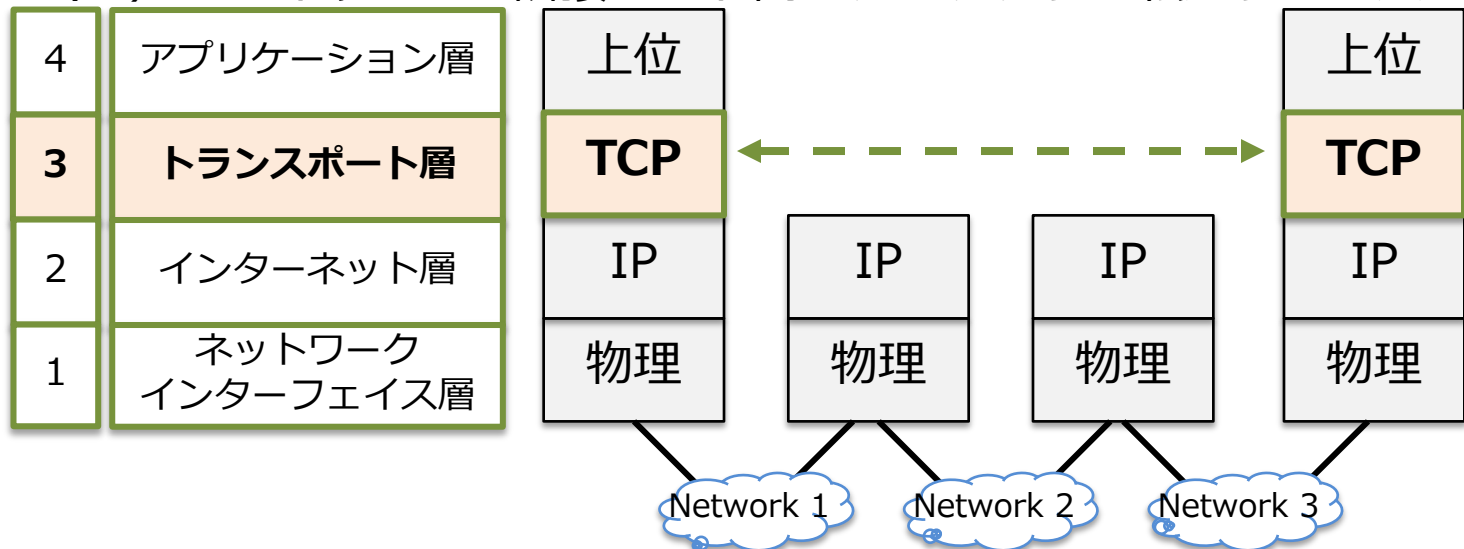 4
アプリケーション層
上位
上位
3
トランスポート層
TCP
TCP
2
インターネット層
IP
IP
IP
IP
1
ネットワーク
インターフェイス層
物理
物理
物理
物理
Network 1
Network 2
Network 3